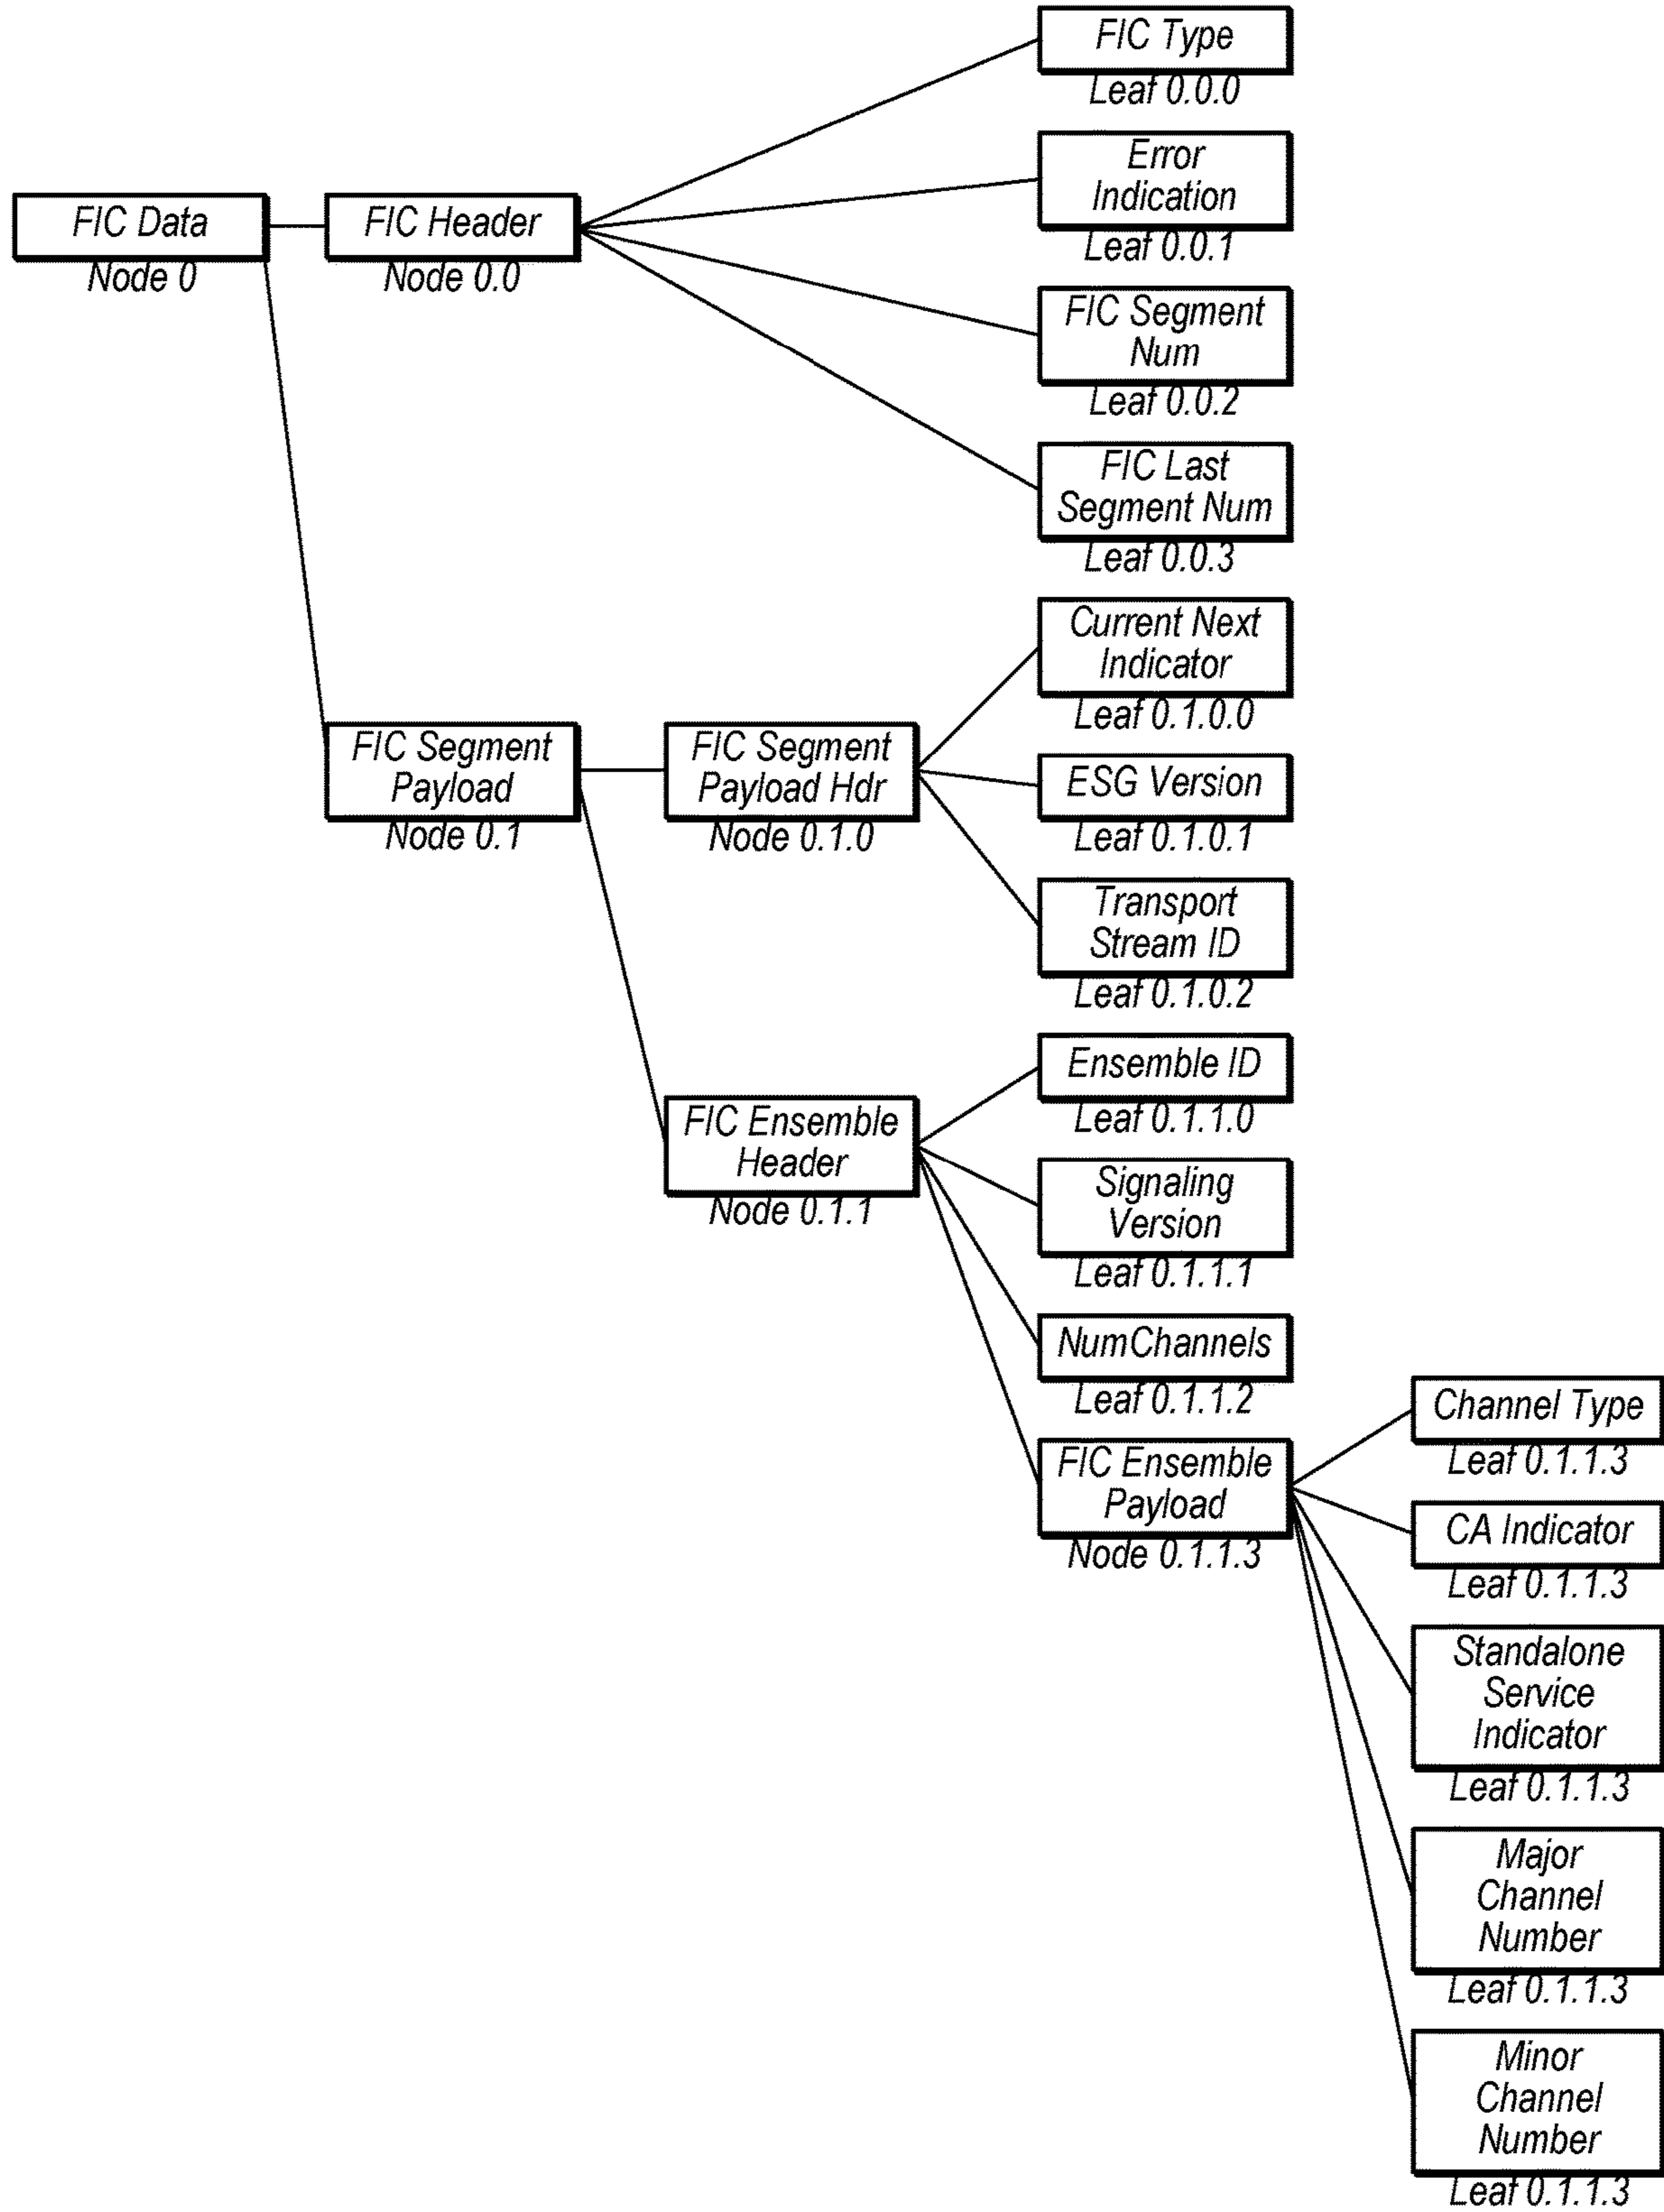 FIC Type
Leaf 0.0.0
Error
Indication
Leaf 0.0.1
FIC Data
Node 0
FIC Header
Node 0.0
FIC Segment
Num
Leaf 0.0.2
FIC Last
Segment Num
Leaf 0.0.3
Current Next
Indicator
Leaf 0.1.0.0
FIC Segment
Payload
Node 0.1
FIC Segment
Payload Hdr
Node 0.1.0
ESG Version
Leaf 0.1.0.1
Transport
Stream ID
Leaf 0.1.0.2
Ensemble ID
Leaf 0.1.1.0
FIC Ensemble
Header
Node 0.1.1
Signaling
Version
Leaf 0.1.1.1
NumChannels
Leaf 0.1.1.2
FIC Ensemble
Payload
Node 0.1.1.3
Channel Type
Leaf 0.1.1.3
CA Indicator
Leaf 0.1.1.3
Standalone
Service
Indicator
Leaf 0.1.1.3
Major
Channel
Number
Leaf 0.1.1.3
Minor
Channel
Number
Leaf 0.1.1.3